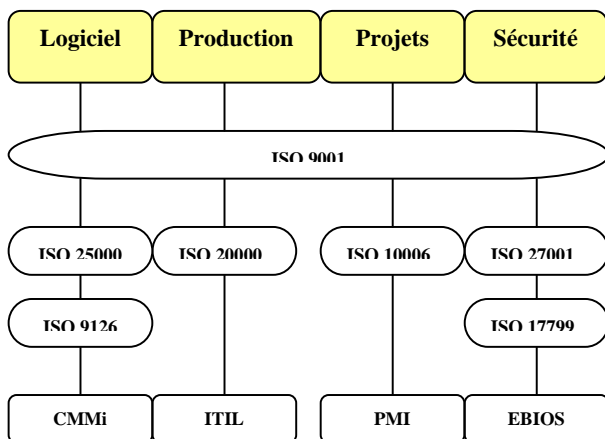 Logiciel Production Projets Sécurité
ISO 9001
ISO 25000 ISO 20000 ISO 10006 ISO 27001
ISO 9126 ISO 17799
CMMi ITIL PMI EBIOS